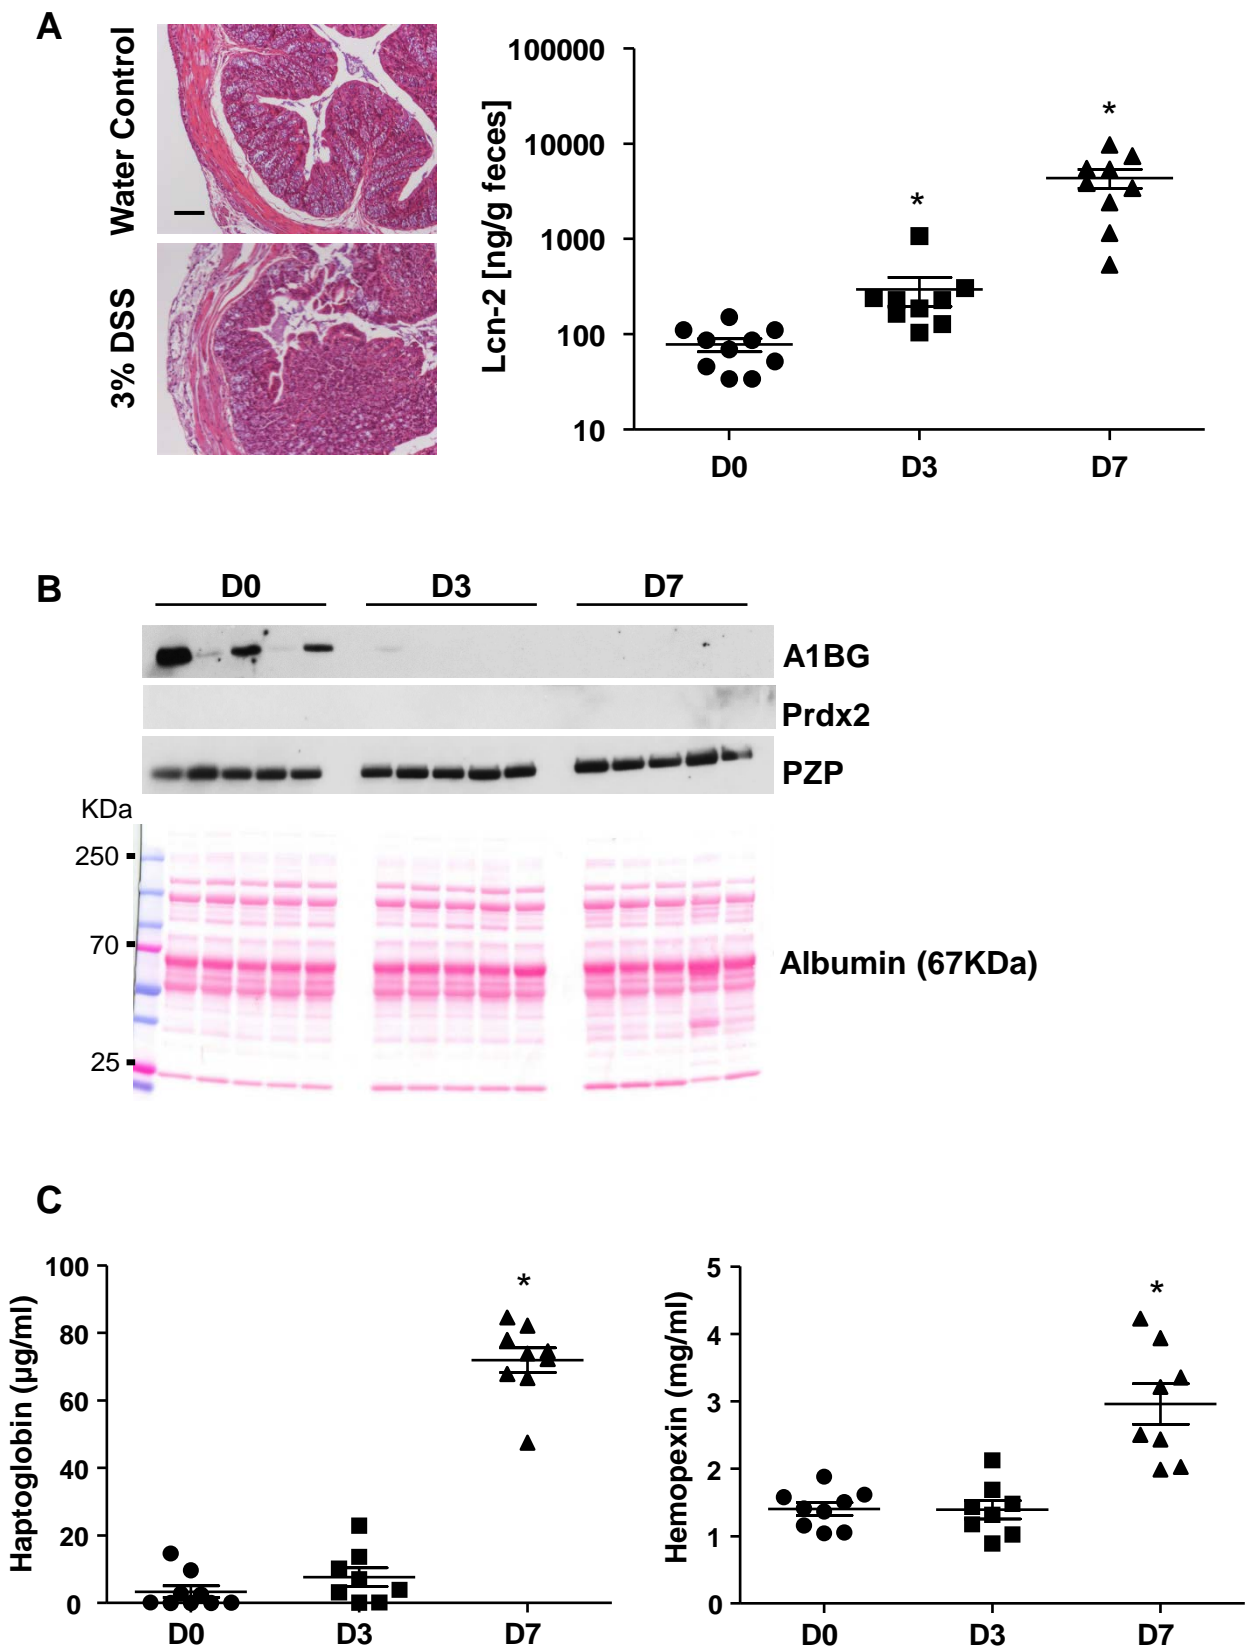 A
Water Control
3% DSS
Lcn-2 [ng/g feces]
100000
10000
1000
100
10
*
*
D0 D3 D7
B
D0 D3 D7
A1BG
Prdx2
PZP
KDa
250
70
25
Albumin (67KDa)
C
Haptoglobin (µg/ml)
100
80
60
40
20
0
*
D0 D3 D7
Hemopexin (mg/ml)
5
4
3
2
1
0
*
D0 D3 D7